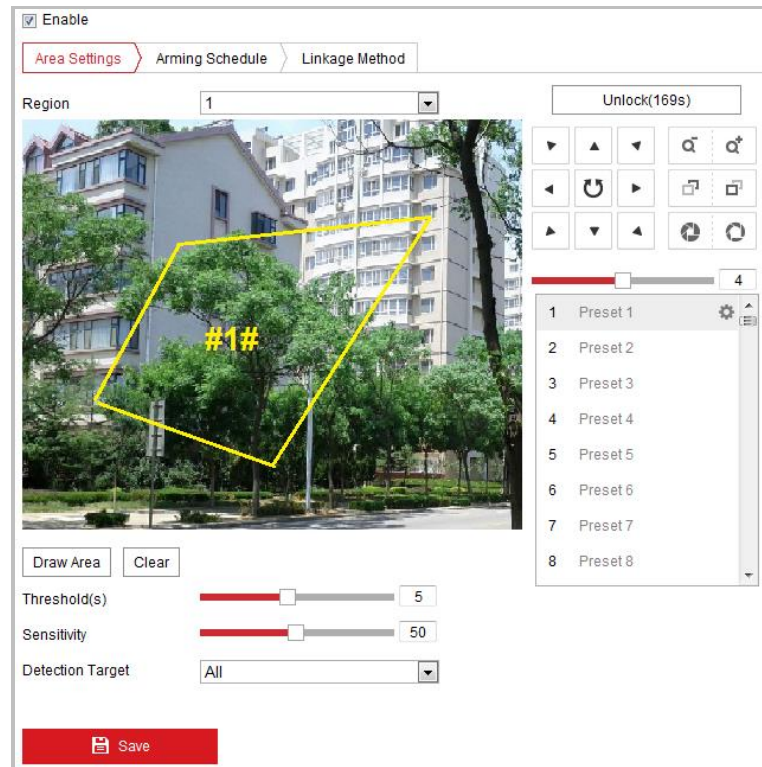 Enable
Area Settings Arming Schedule Linkage Method
Region 1
Unlock(169s)
#1#
4
1 Preset 1
2 Preset 2
3 Preset 3
4 Preset 4
5 Preset 5
6 Preset 6
7 Preset 7
8 Preset 8
Draw Area Clear
Threshold(s) 5
Sensitivity 50
Detection Target All
Save